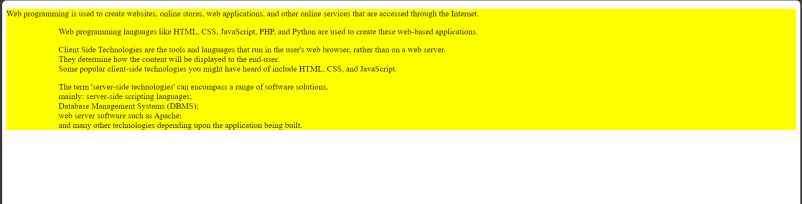 Web programming is used to create websites, online stores, web applications, and other online services that are accessed through the Internet.
Web programming languages like HTML, CSS, JavaScript, PHP, and Python are used to create these web-based applications.
Client Side Technologies are the tools and languages that run in the user's web browser, rather than on a web server.
They determine how the content will be displayed to the end-user.
Some popular client-side technologies you might have heard of include HTML, CSS, and JavaScript.
The term 'server-side technologies' can encompass a range of software solutions,
mainly: server-side scripting languages;
Database Management Systems (DBMS);
web server software such as Apache;
and many other technologies depending upon the application being built.